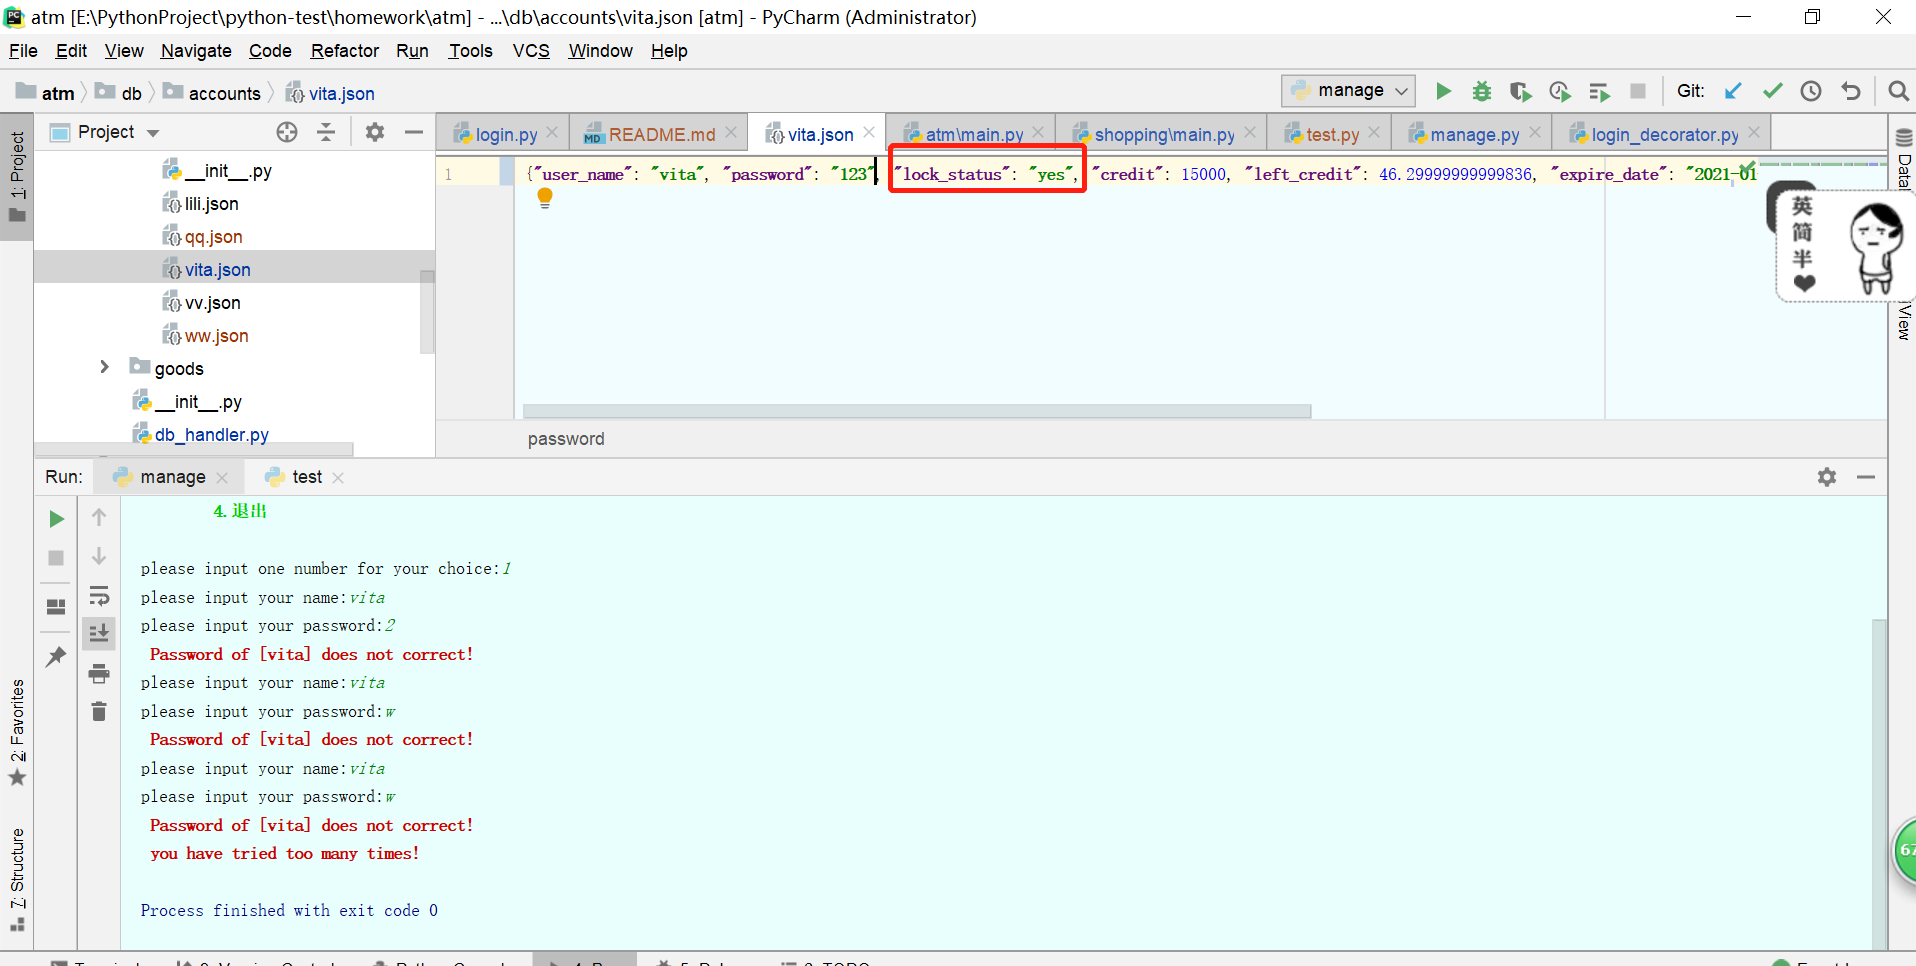 atm [E:\PythonProject\python-test\homework\atm] - ...\db\accounts\vita.json [atm] - PyCharm (Administrator)
File Edit View Navigate Code Refactor Run Tools VCS Window Help
atm db accounts vita.json manage Git:
1: Project
Project
login.py README.md vita.json atm\main.py shopping\main.py test.py manage.py login_decorator.py
1 {"user_name": "vita", "password": "123", "lock_status": "yes", "credit": 15000, "left_credit": 46.29999999999836, "expire_date": "2021-01
__init__.py
lili.json
qq.json
vita.json
vv.json
ww.json
goods
__init__.py
db_handler.py
password
英
简
半
View
Run: manage test
4.退出
please input one number for your choice:1
please input your name:vita
please input your password:2
Password of [vita] does not correct!
please input your name:vita
please input your password:w
Password of [vita] does not correct!
please input your name:vita
please input your password:w
Password of [vita] does not correct!
you have tried too many times!
Process finished with exit code 0
2: Favorites
7: Structure
67